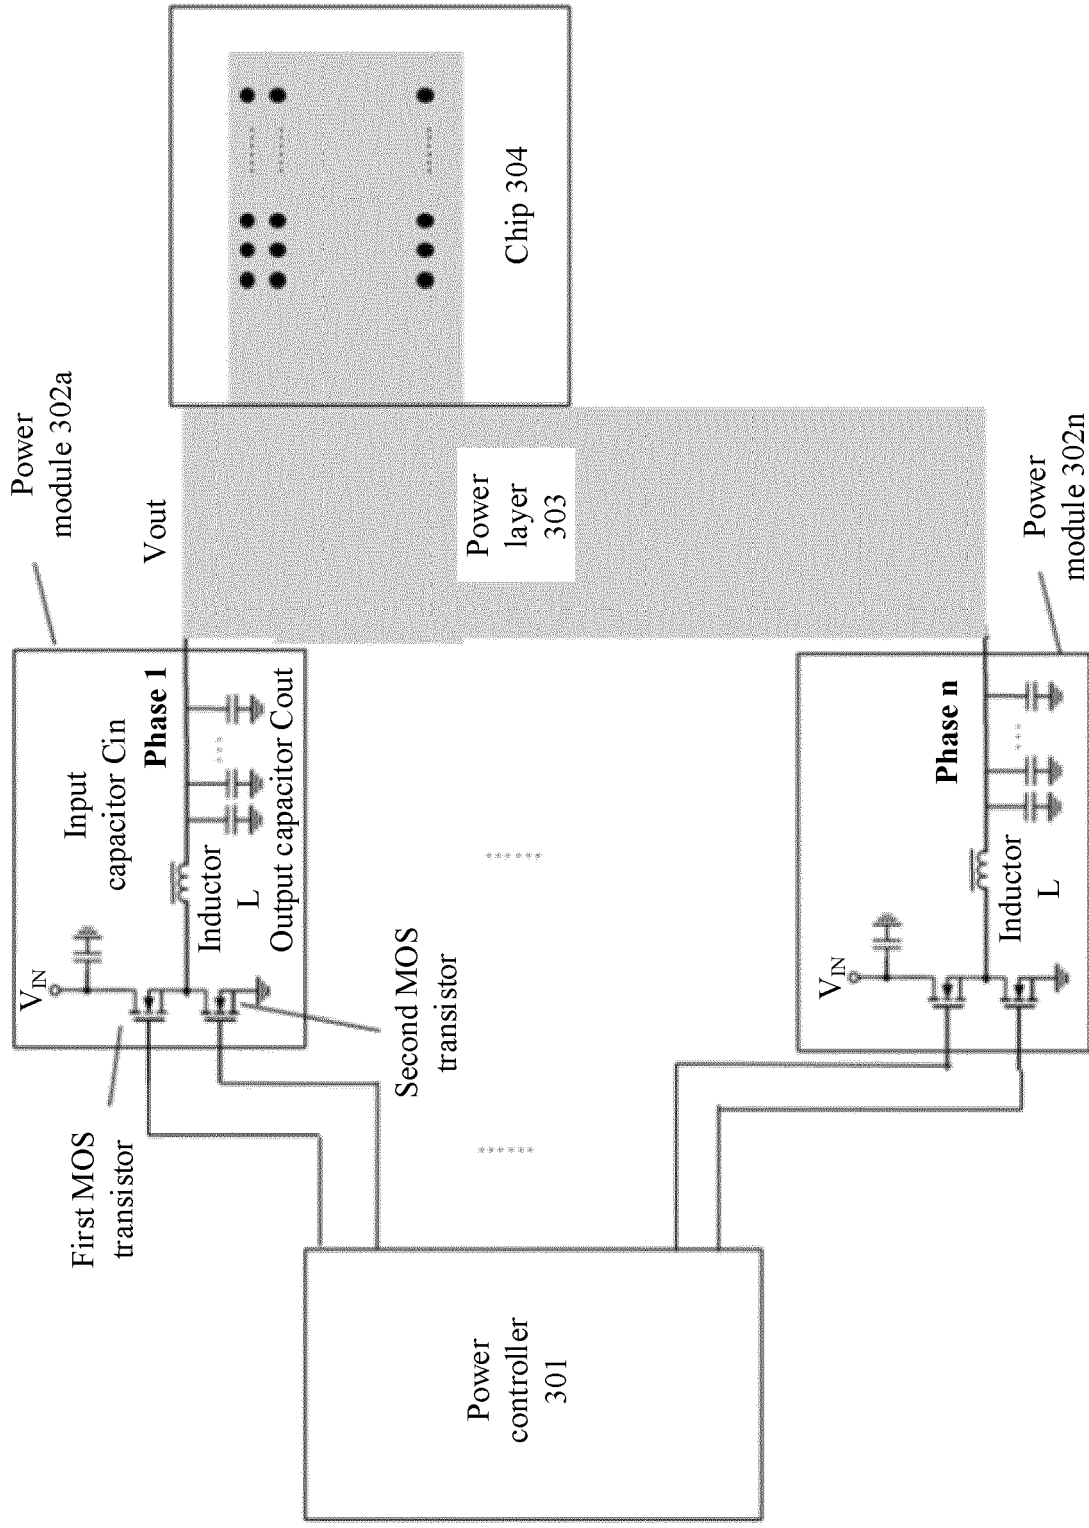 Power
controller
301
First MOS
transistor
Second MOS
transistor
Power
module 302a
V_IN
Input
capacitor Cin
Phase 1
Inductor
L
Output capacitor Cout
Vout
Power
layer
303
Chip 304
V_IN
Inductor
L
Phase n
Power
module 302n